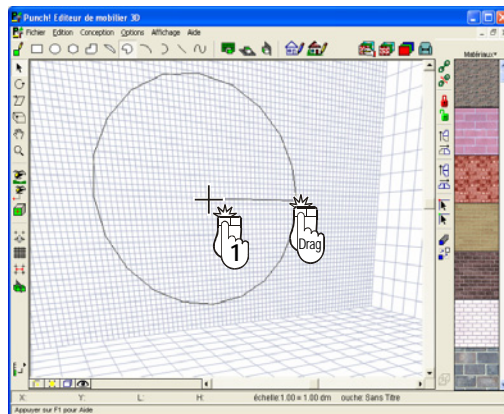 Punch! Editeur de mobilier 3D
Fichier Edition Conception Options Affichage Aide
Matériaux
1
Drag
X: Y: L: H: échelle 1.00 = 1.00 dm ouche: Sans Titre
Appuyer sur F1 pour Aide